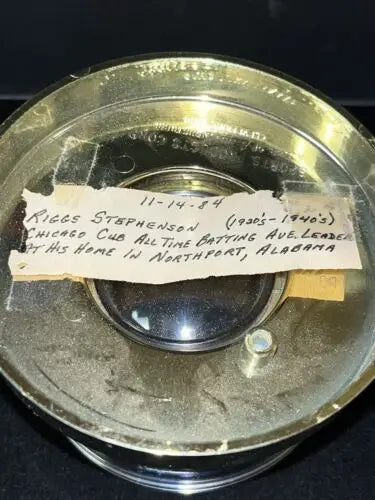 11-14-84
RIGGS STEPHENSON (1920'S-1940'S)
CHICAGO CUB ALL TIME BATTING AVE. LEADER
AT HIS HOME IN NORTHPORT, ALABAMA